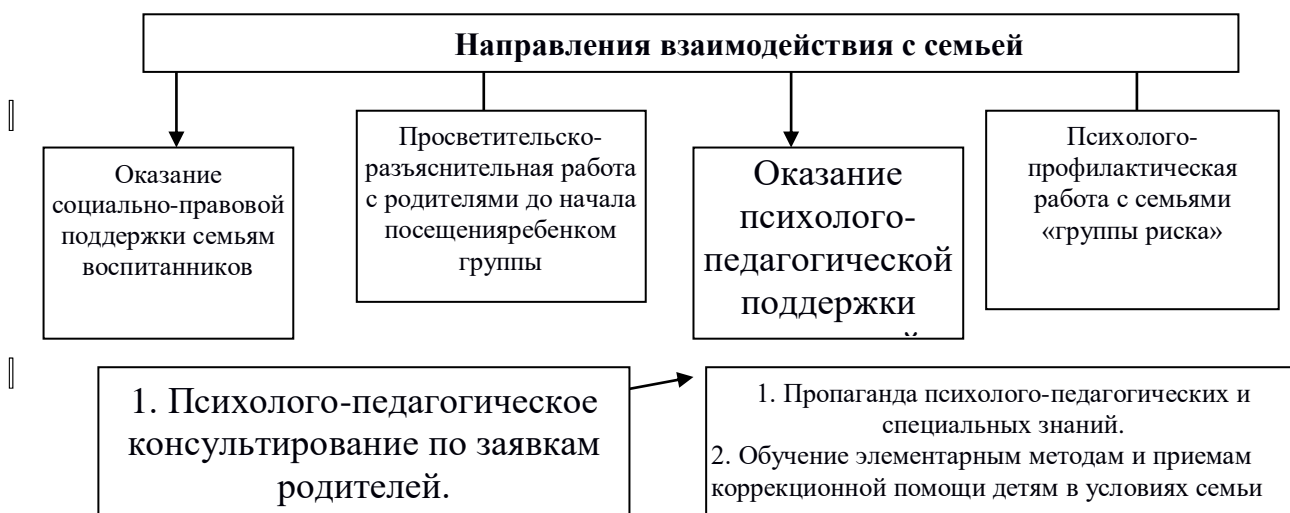 Направления взаимодействия с семьей
Оказание
социально-правовой
поддержки семьям
воспитанников
Просветительско-
разъяснительная работа
с родителями до начала
посещенияребенком
группы
Оказание
психолого-
педагогической
поддержки
Психолого-
профилактическая
работа с семьями
«группы риска»
1. Психолого-педагогическое
консультирование по заявкам
родителей.
1. Пропаганда психолого-педагогических и
специальных знаний.
2. Обучение элементарным методам и приемам
коррекционной помощи детям в условиях семьи